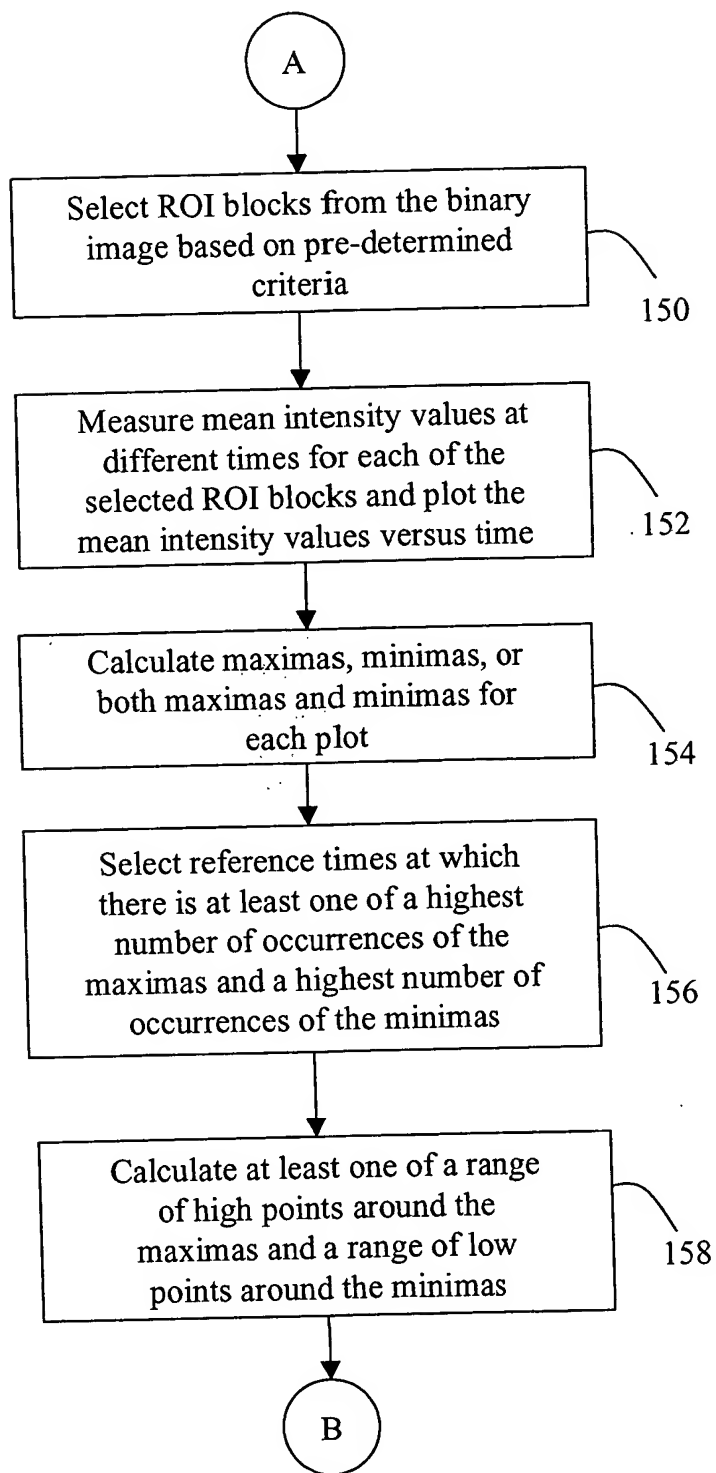 A
Select ROI blocks from the binary
image based on pre-determined
criteria
150
Measure mean intensity values at
different times for each of the
selected ROI blocks and plot the
mean intensity values versus time
152
Calculate maximas, minimas, or
both maximas and minimas for
each plot
154
Select reference times at which
there is at least one of a highest
number of occurrences of the
maximas and a highest number of
occurrences of the minimas
156
Calculate at least one of a range
of high points around the
maximas and a range of low
points around the minimas
158
B